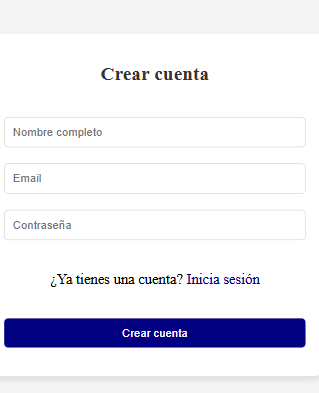 Crear cuenta
Nombre completo
Email
Contraseña
¿Ya tienes una cuenta? Inicia sesión
Crear cuenta